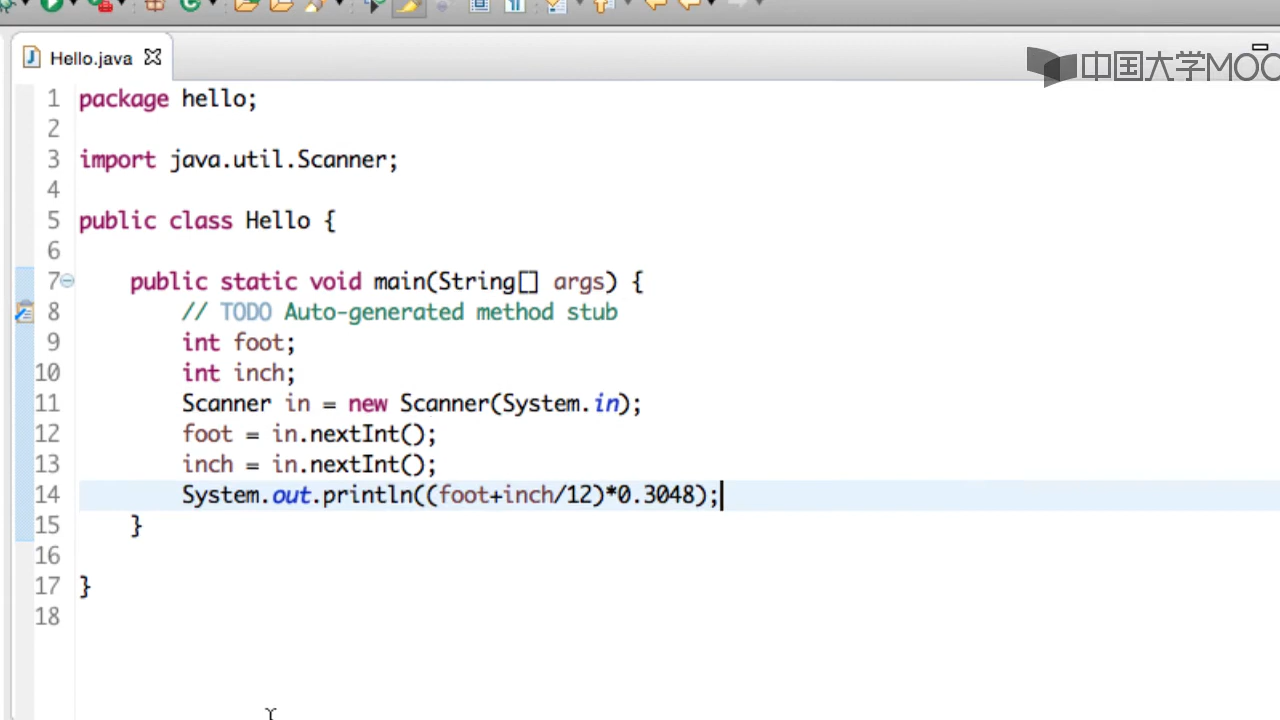 Hello.java
中国大学MOO
1 package hello;
2
3 import java.util.Scanner;
4
5 public class Hello {
6
7 public static void main(String[] args) {
8 // TODO Auto-generated method stub
9 int foot;
10 int inch;
11 Scanner in = new Scanner(System.in);
12 foot = in.nextInt();
13 inch = in.nextInt();
14 System.out.println((foot+inch/12)*0.3048);
15 }
16
17 }
18